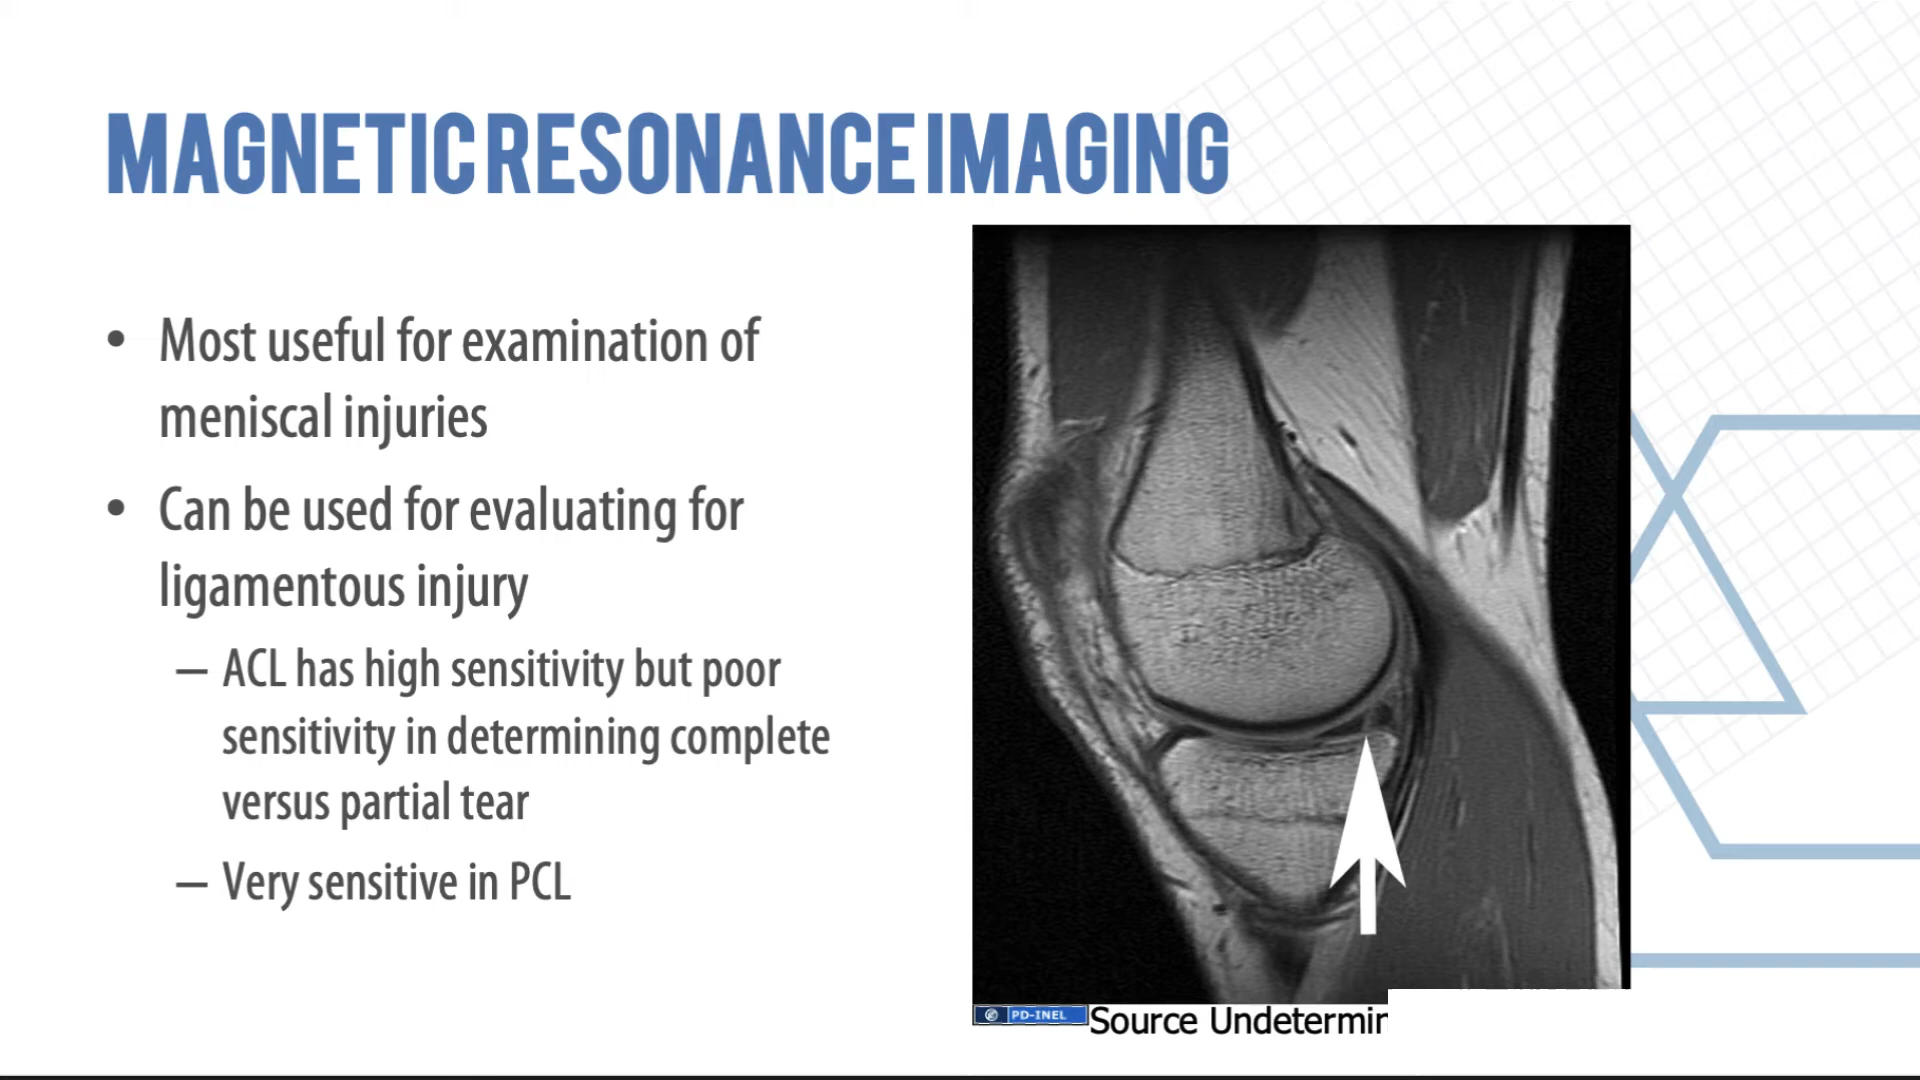 MAGNETIC RESONANCE IMAGING
• Most useful for examination of
meniscal injuries
• Can be used for evaluating for
ligamentous injury
– ACL has high sensitivity but poor
sensitivity in determining complete
versus partial tear
– Very sensitive in PCL
PD-INEL
Source Undetermin